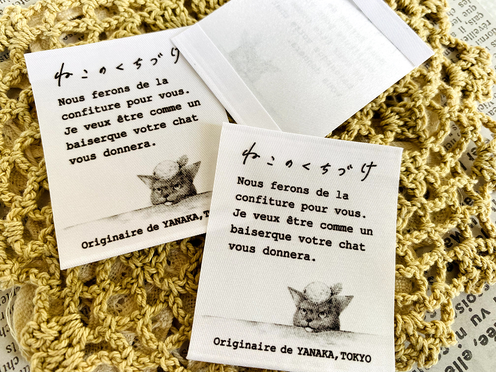 ねこのくちづけ
Nous ferons de la
confiture pour vous.
Je veux être comme un
baiserque votre chat
vous donnera.
Originaire de YANAKA,T
ねこのくちづけ
Nous ferons de la
confiture pour vous.
Je veux être comme un
baiserque votre chat
vous donnera.
Originaire de YANAKA,TOKYO